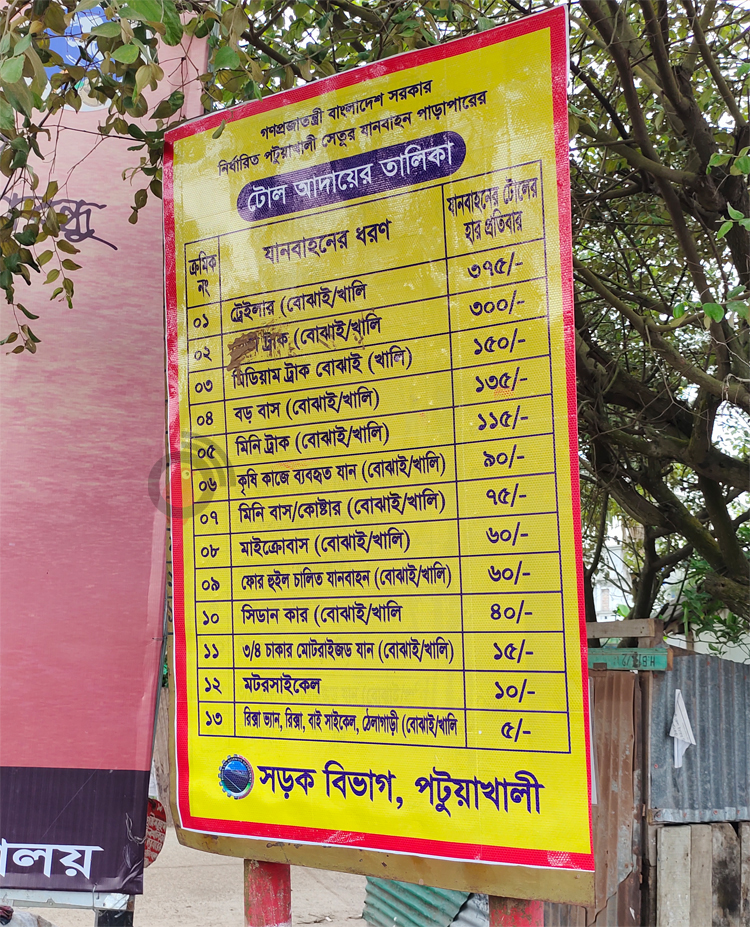 গণপ্রজাতন্ত্রী বাংলাদেশ সরকার
নির্ধারিত পটুয়াখালী সেতুর যানবাহন পাড়াপারের
টোল আদায়ের তালিকা
ক্রমিক নং যানবাহনের ধরণ যানবাহনের টোলের হার প্রতিবার
০১ ট্রেইলার (বোঝাই/খালি ৩৭৫/-
০২ ট্রাক (বোঝাই/খালি ৩০০/-
০৩ মিডিয়াম ট্রাক বোঝাই (খালি) ১৫০/-
০৪ বড় বাস (বোঝাই/খালি) ১৩৫/-
০৫ মিনি ট্রাক (বোঝাই/খালি) ১১৫/-
০৬ কৃষি কাজে ব্যবহৃত যান (বোঝাই/খালি) ৯০/-
০৭ মিনি বাস/কোষ্টার (বোঝাই/খালি) ৭৫/-
০৮ মাইক্রোবাস (বোঝাই/খালি) ৬০/-
০৯ ফোর হুইল চালিত যানবাহন (বোঝাই/খালি) ৬০/-
১০ সিডান কার (বোঝাই/খালি ৪০/-
১১ ৩/৪ চাকার মোটরাইজড যান (বোঝাই/খালি) ১৫/-
১২ মটরসাইকেল ১০/-
১৩ রিক্সা ভ্যান, রিক্সা, বাই সাইকেল, ঠেলাগাড়ী (বোঝাই/খালি ৫/-
সড়ক বিভাগ, পটুয়াখালী